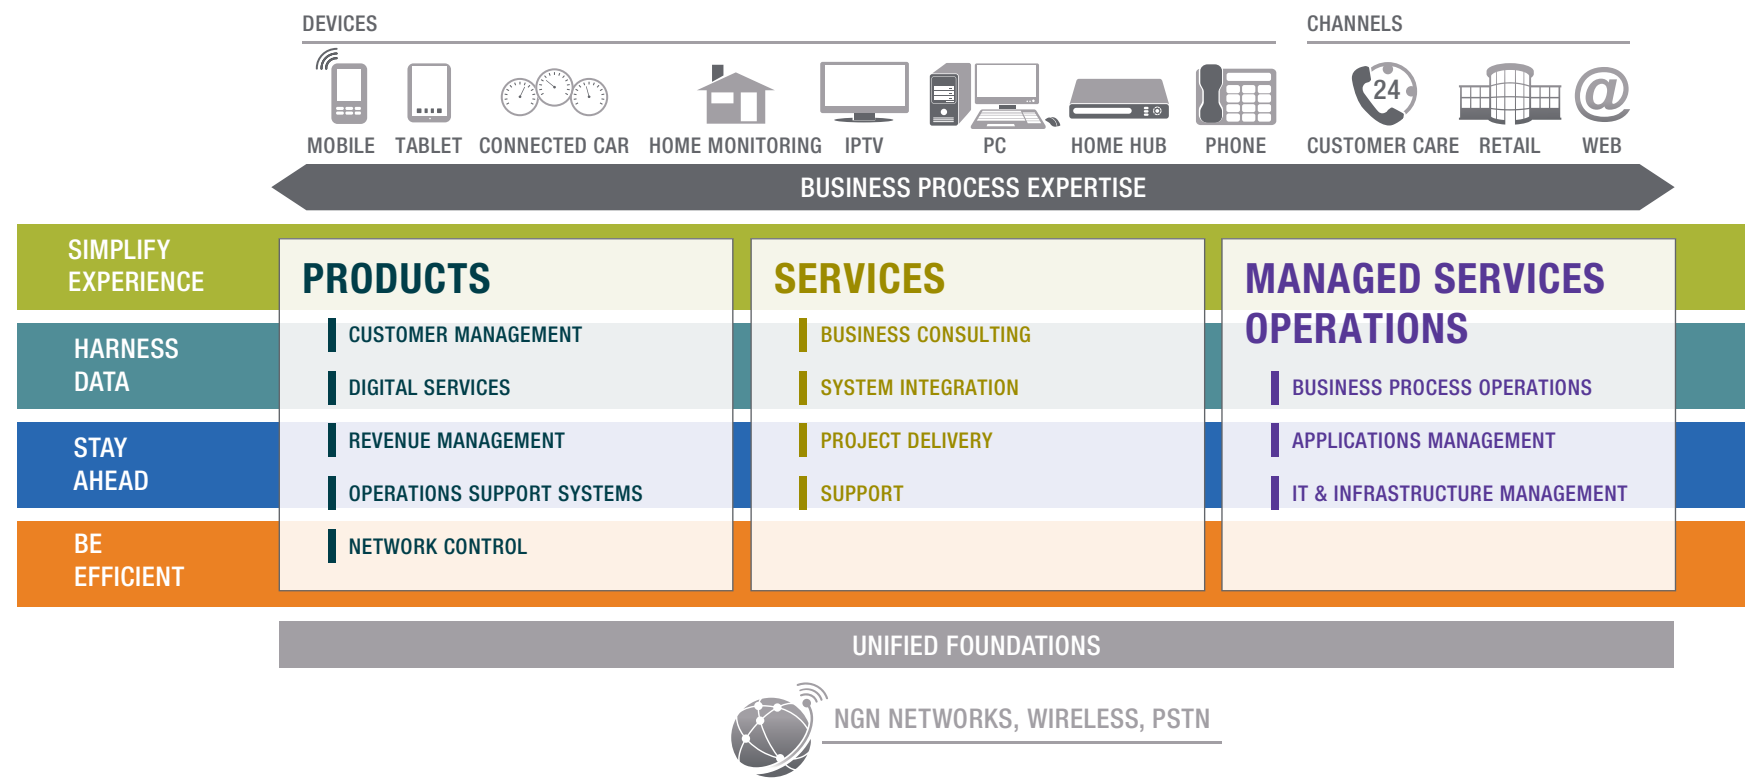 DEVICES
CHANNELS
24
@
MOBILE
TABLET
CONNECTED CAR
HOME MONITORING
IPTV
PC
HOME HUB
PHONE
CUSTOMER CARE
RETAIL
WEB
BUSINESS PROCESS EXPERTISE
SIMPLIFY
EXPERIENCE
HARNESS
DATA
STAY
AHEAD
BE
EFFICIENT
PRODUCTS
CUSTOMER MANAGEMENT
DIGITAL SERVICES
REVENUE MANAGEMENT
OPERATIONS SUPPORT SYSTEMS
NETWORK CONTROL
SERVICES
BUSINESS CONSULTING
SYSTEM INTEGRATION
PROJECT DELIVERY
SUPPORT
MANAGED SERVICES
OPERATIONS
BUSINESS PROCESS OPERATIONS
APPLICATIONS MANAGEMENT
IT & INFRASTRUCTURE MANAGEMENT
UNIFIED FOUNDATIONS
NGN NETWORKS, WIRELESS, PSTN